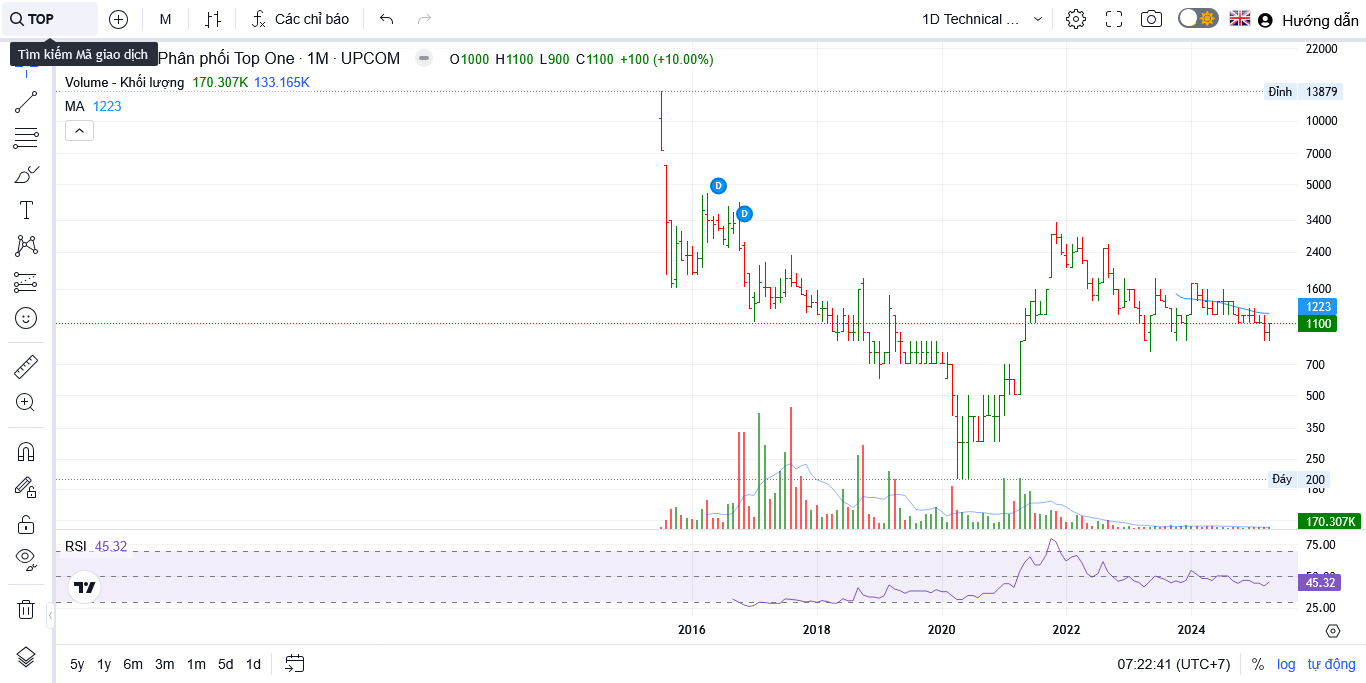 TOP
M
Các chỉ báo
1D Technical ...
Hướng dẫn
Tìm kiếm Mã giao dịch
Phân phối Top One · 1M · UPCOM
O1000 H1100 L900 C1100 +100 (+10.00%)
Volume - Khối lượng 170.307K 133.165K
MA 1223
D
D
22000
Đỉnh 13879
10000
7000
5000
3400
2400
1600
1223
1100
700
500
350
250
Đáy 200
180
170.307K
RSI 45.32
75.00
50.00
45.32
25.00
2016 2018 2020 2022 2024
5y 1y 6m 3m 1m 5d 1d
07:22:41 (UTC+7) % log tự động